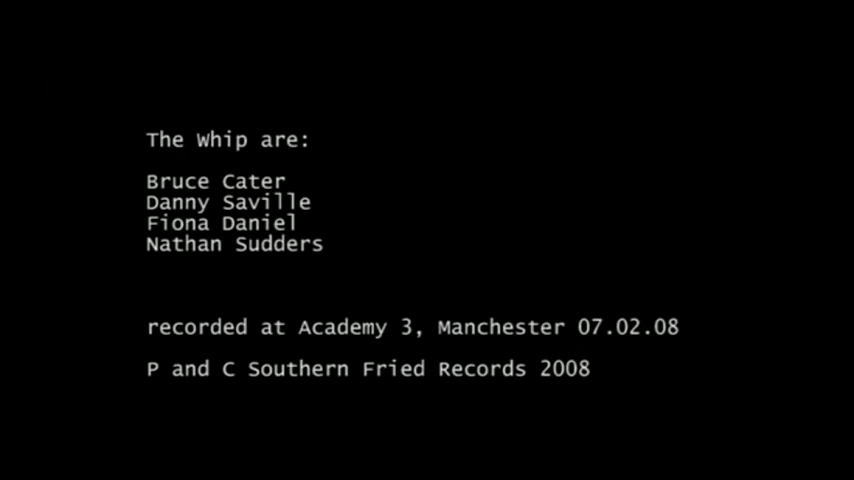 The Whip are:
Bruce Cater
Danny Saville
Fiona Daniel
Nathan Sudders
recorded at Academy 3, Manchester 07.02.08
P and C Southern Fried Records 2008